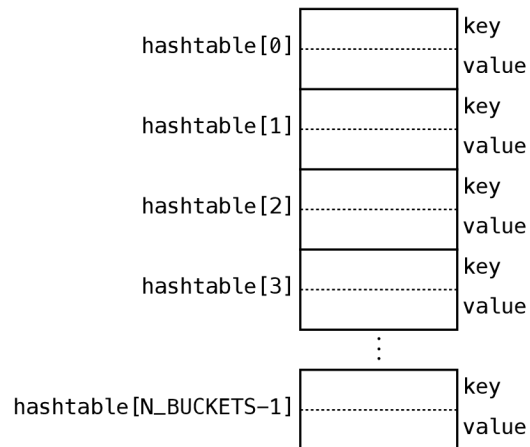 key
hashtable[0]
value
key
hashtable[1]
value
key
hashtable[2]
value
key
hashtable[3]
value
⋮
key
hashtable[N_BUCKETS−1]
value